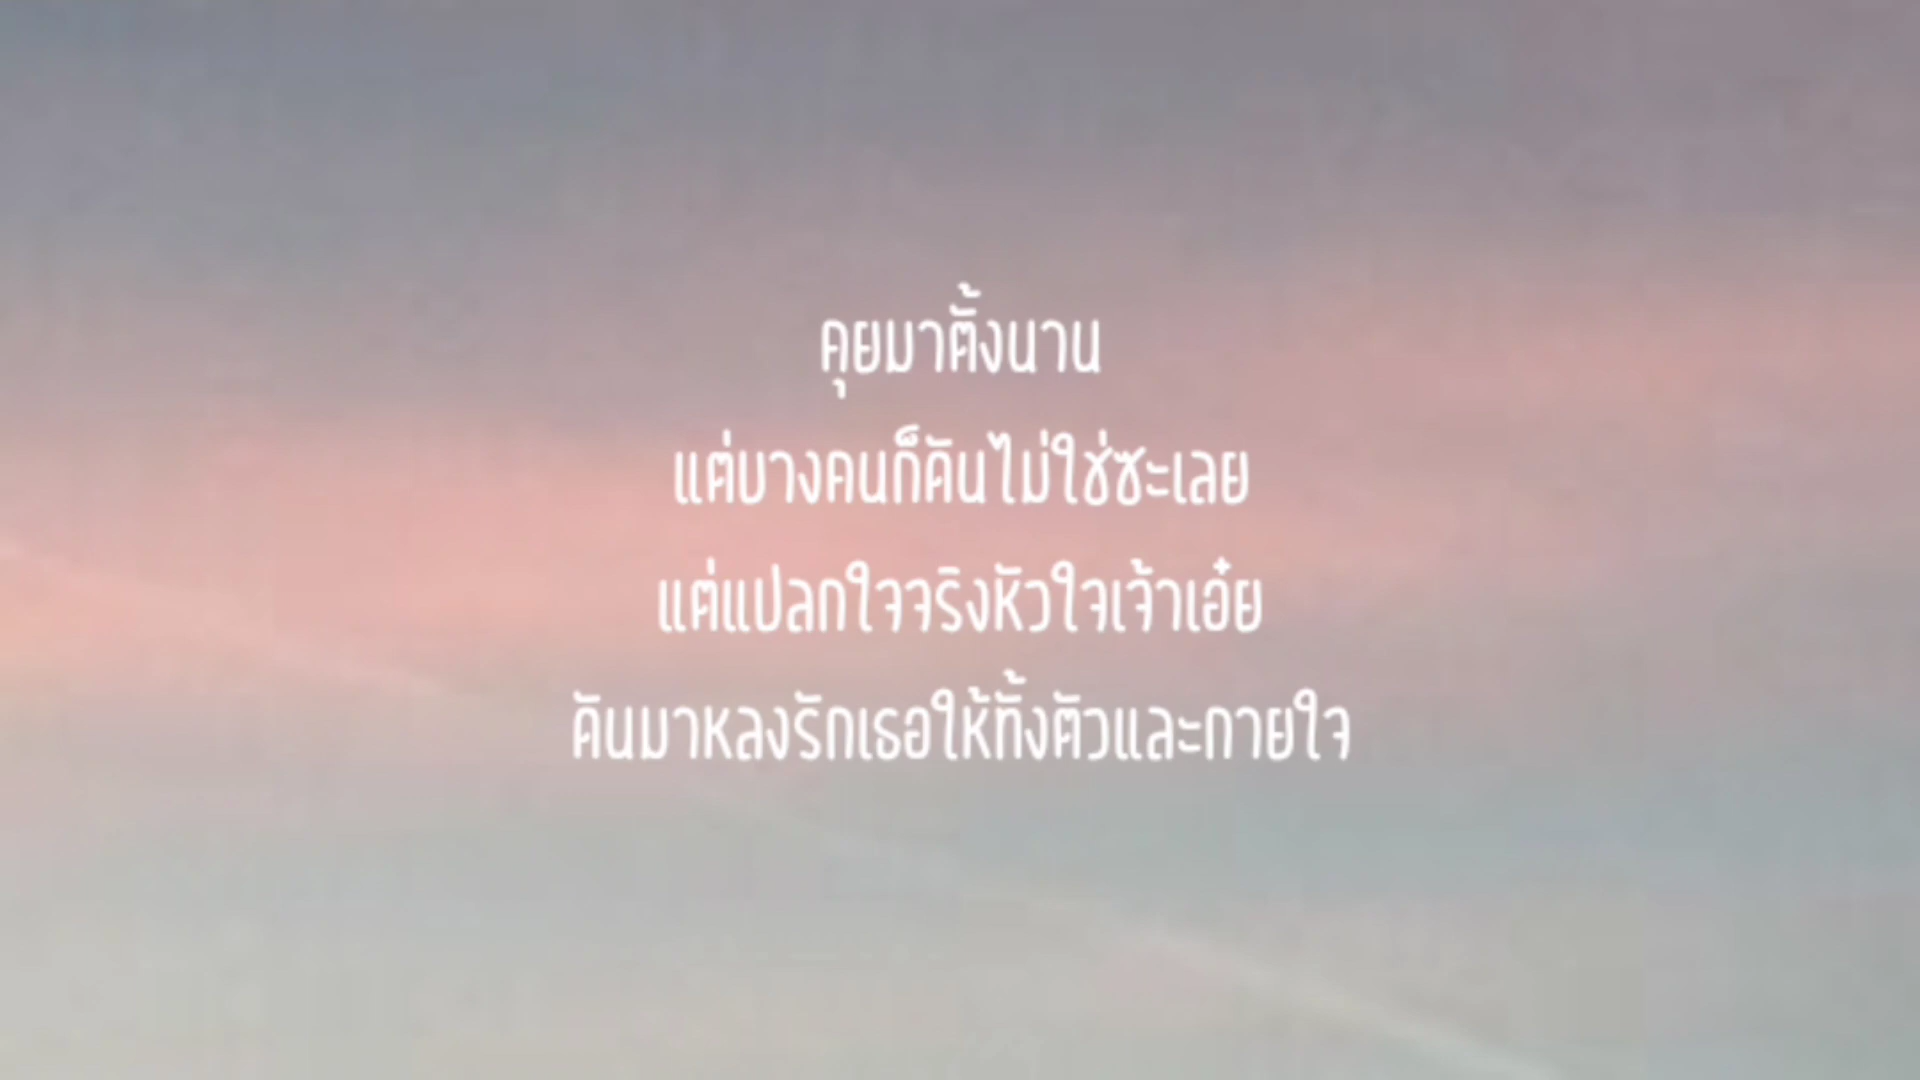 คุยมาตั้งนาน
แต่บางคนก็คันไม่ใช่ซะเลย
แต่แปลกใจจริงหัวใจเจ้าเอ๋ย
คันมาหลงรักเธอให้ทั้งตัวและกายใจ